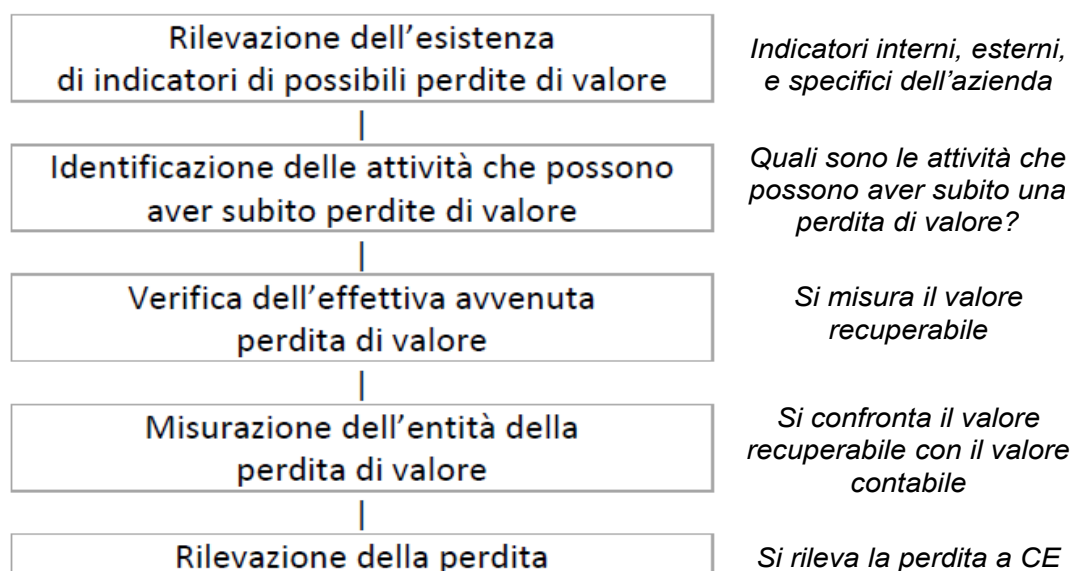 Rilevazione dell’esistenza
di indicatori di possibili perdite di valore
Indicatori interni, esterni,
e specifici dell’azienda
Identificazione delle attività che possono
aver subito perdite di valore
Quali sono le attività che
possono aver subito una
perdita di valore?
Verifica dell’effettiva avvenuta
perdita di valore
Si misura il valore
recuperabile
Misurazione dell’entità della
perdita di valore
Si confronta il valore
recuperabile con il valore
contabile
Rilevazione della perdita
Si rileva la perdita a CE